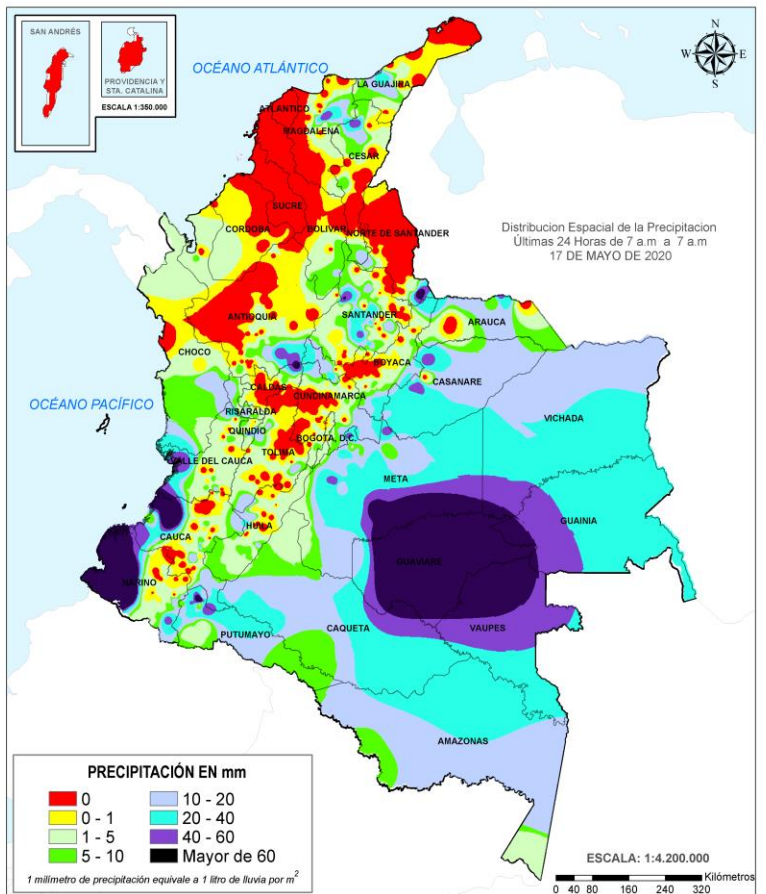 SAN ANDRÉS
PROVIDENCIA Y
STA. CATALINA
ESCALA 1:350.000
N
W
E
S
OCÉANO ATLÁNTICO
LA GUAJIRA
ATLANTICO
MAGDALENA
CESAR
SUCRE
CORDOBA
BOLIVAR
NORTE DE SANTANDER
Distribucion Espacial de la Precipitacion
Últimas 24 Horas de 7 a.m a 7 a.m
17 DE MAYO DE 2020
ANTIOQUIA
SANTANDER
ARAUCA
CHOCO
BOYACA
CASANARE
CALDAS
CUNDINAMARCA
OCÉANO PACÍFICO
RISARALDA
VICHADA
QUINDIO
BOGOTA, D.C.
TOLIMA
VALLE DEL CAUCA
META
GUAINIA
HUILA
CAUCA
GUAVIARE
NARIÑO
PUTUMAYO
CAQUETA
VAUPES
AMAZONAS
PRECIPITACIÓN EN mm
0
10 - 20
0 - 1
20 - 40
1 - 5
40 - 60
5 - 10
Mayor de 60
1 milímetro de precipitación equivale a 1 litro de lluvia por m²
ESCALA: 1:4.200.000
Kilómetros
0 40 80 160 240 320